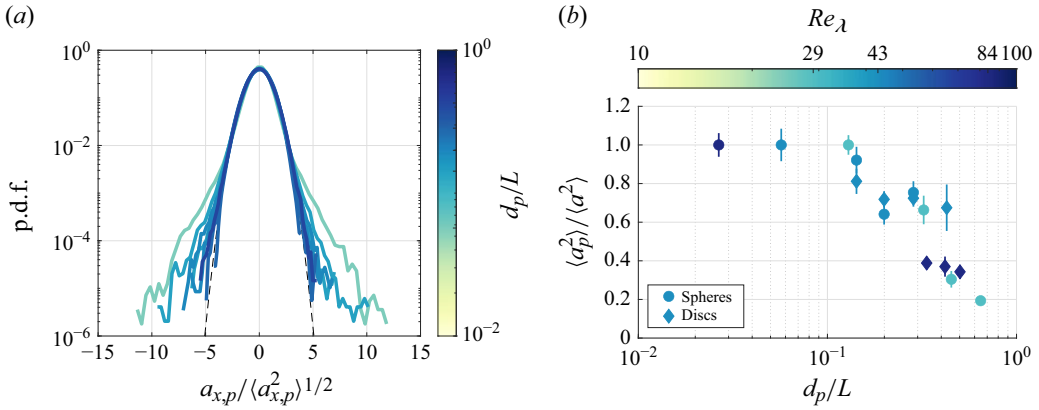 (a)
10^0
10^−2
10^−4
10^−6
p.d.f.
−15 −10 −5 0 5 10 15
a_{x,p}/⟨a^2_{x,p}⟩^{1/2}
10^0
10^−2
d_p/L
(b)
Re_λ
10 29 43 84 100
1.2
1.0
0.8
0.6
0.4
0.2
0
⟨a_p^2⟩/⟨a^2⟩
Spheres
Discs
10^−2 10^−1 10^0
d_p/L